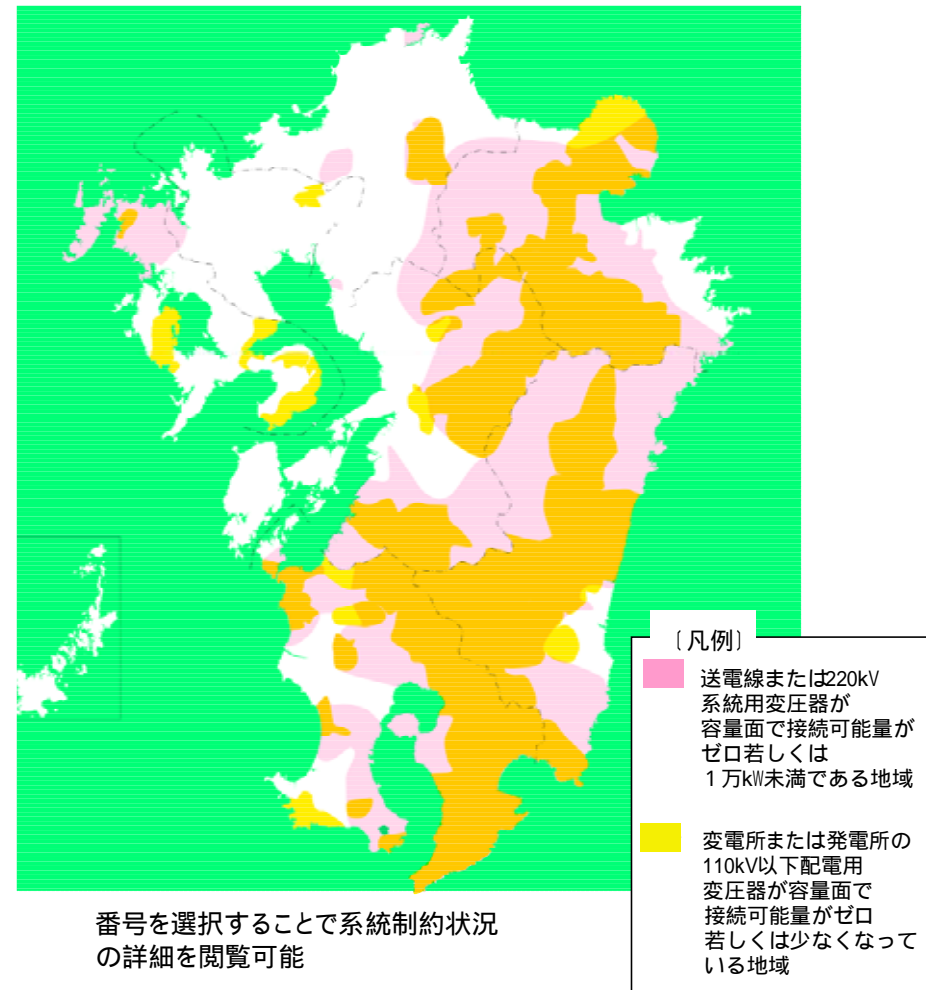 〔凡例〕
送電線または220kV
系統用変圧器が
容量面で接続可能量が
ゼロ若しくは
１万kW未満である地域
変電所または発電所の
110kV以下配電用
変圧器が容量面で
接続可能量がゼロ
若しくは少なくなって
いる地域
番号を選択することで系統制約状況
の詳細を閲覧可能